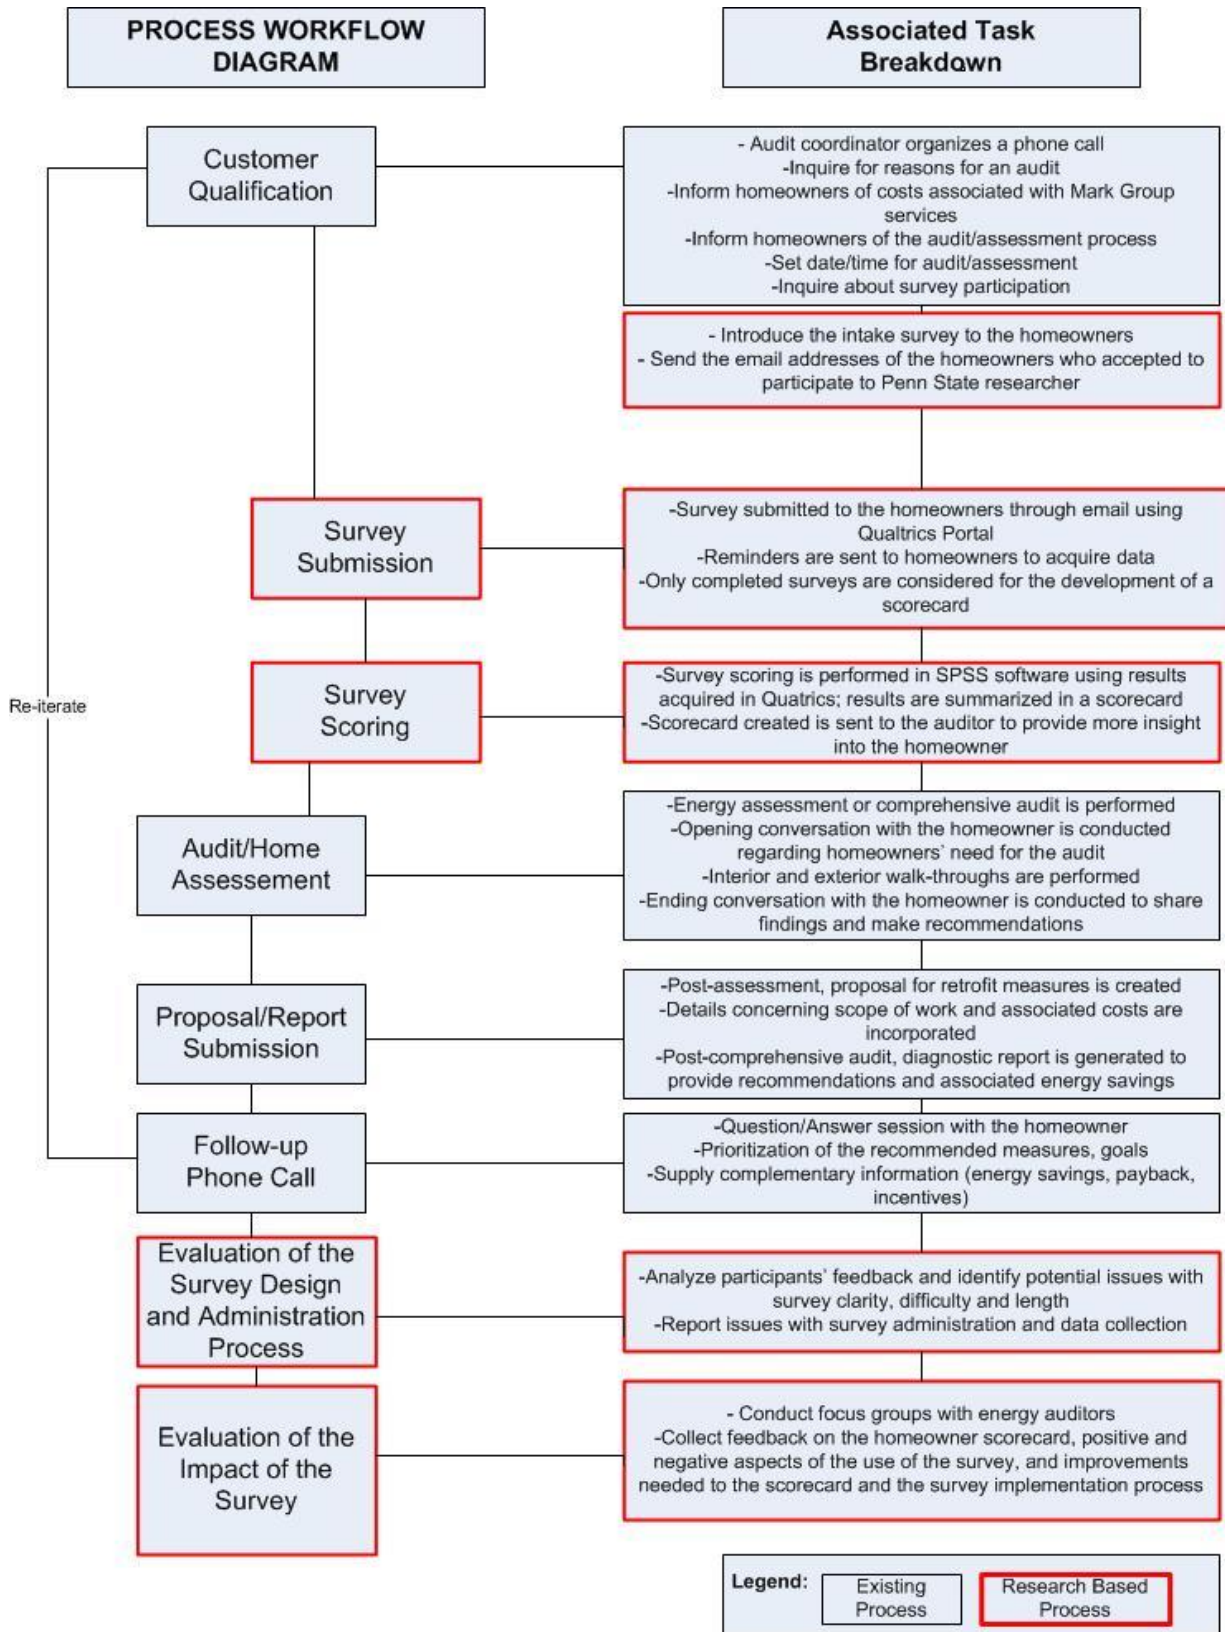 PROCESS WORKFLOW
DIAGRAM
Associated Task
Breakdown
Customer
Qualification
- Audit coordinator organizes a phone call
-Inquire for reasons for an audit
-Inform homeowners of costs associated with Mark Group
services
-Inform homeowners of the audit/assessment process
-Set date/time for audit/assessment
-Inquire about survey participation
- Introduce the intake survey to the homeowners
- Send the email addresses of the homeowners who accepted to
participate to Penn State researcher
Survey
Submission
-Survey submitted to the homeowners through email using
Qualtrics Portal
-Reminders are sent to homeowners to acquire data
-Only completed surveys are considered for the development of a
scorecard
Survey
Scoring
-Survey scoring is performed in SPSS software using results
acquired in Quatrics; results are summarized in a scorecard
-Scorecard created is sent to the auditor to provide more insight
into the homeowner
Re-iterate
Audit/Home
Assessement
-Energy assessment or comprehensive audit is performed
-Opening conversation with the homeowner is conducted
regarding homeowners' need for the audit
-Interior and exterior walk-throughs are performed
-Ending conversation with the homeowner is conducted to share
findings and make recommendations
Proposal/Report
Submission
-Post-assessment, proposal for retrofit measures is created
-Details concerning scope of work and associated costs are
incorporated
-Post-comprehensive audit, diagnostic report is generated to
provide recommendations and associated energy savings
Follow-up
Phone Call
-Question/Answer session with the homeowner
-Prioritization of the recommended measures, goals
-Supply complementary information (energy savings, payback,
incentives)
Evaluation of the
Survey Design
and Administration
Process
-Analyze participants' feedback and identify potential issues with
survey clarity, difficulty and length
-Report issues with survey administration and data collection
Evaluation of the
Impact of the
Survey
- Conduct focus groups with energy auditors
-Collect feedback on the homeowner scorecard, positive and
negative aspects of the use of the survey, and improvements
needed to the scorecard and the survey implementation process
Legend:
Existing
Process
Research Based
Process